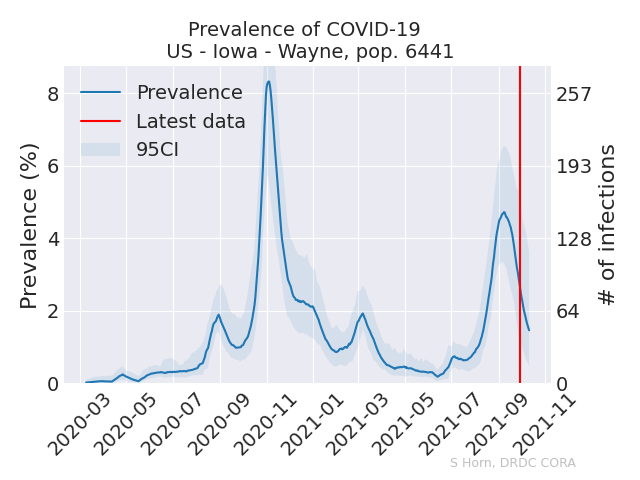 Prevalence of COVID-19
US - Iowa - Wayne, pop. 6441
Prevalence
Latest data
95CI
Prevalence (%)
8
6
4
2
0
257
193
128
64
0
# of infections
2020-03
2020-05
2020-07
2020-09
2020-11
2021-01
2021-03
2021-05
2021-07
2021-09
2021-11
S Horn, DRDC CORA